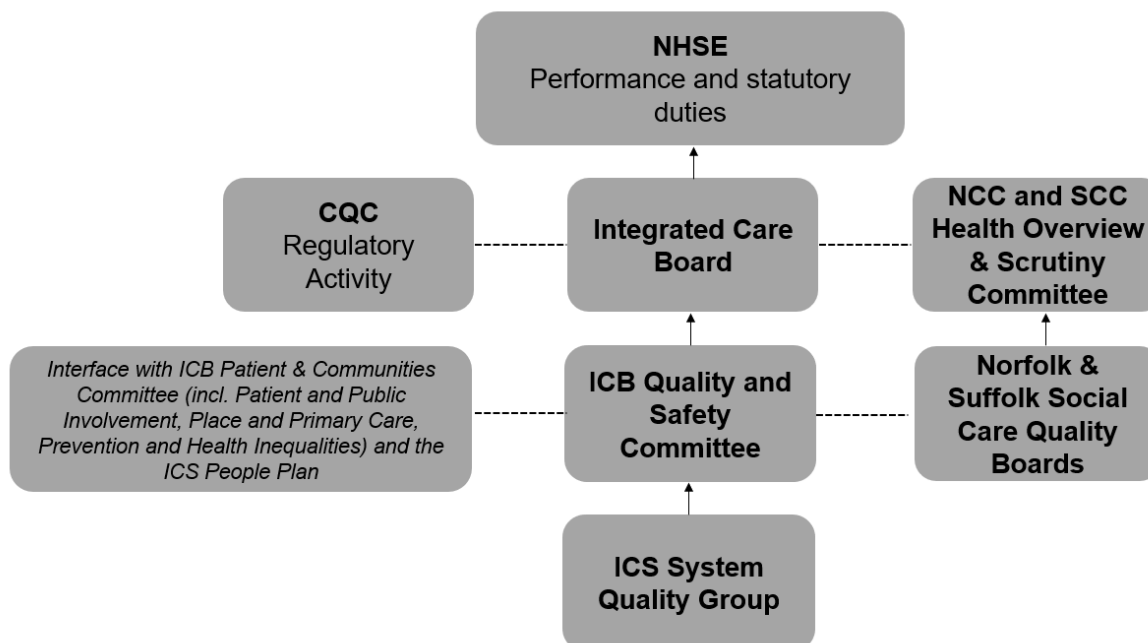 NHSE
Performance and statutory
duties
CQC
Regulatory
Activity
Integrated Care
Board
NCC and SCC
Health Overview
& Scrutiny
Committee
Interface with ICB Patient & Communities
Committee (incl. Patient and Public
Involvement, Place and Primary Care,
Prevention and Health Inequalities) and the
ICS People Plan
ICB Quality and
Safety
Committee
Norfolk &
Suffolk Social
Care Quality
Boards
ICS System
Quality Group